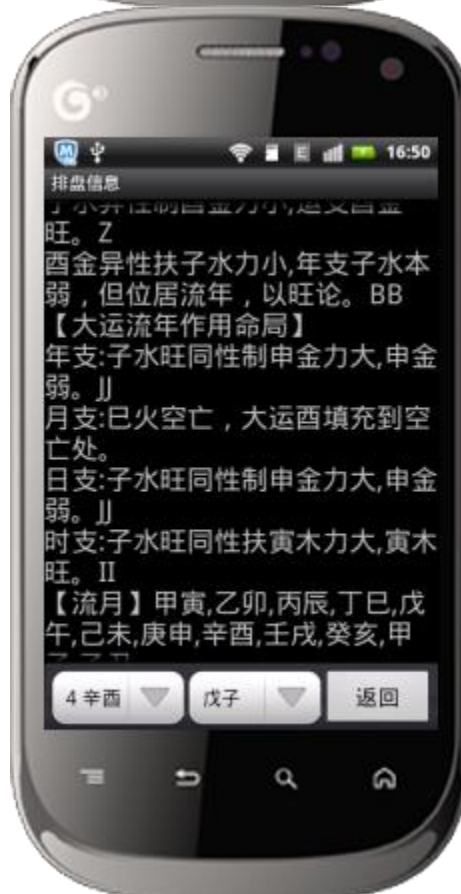 16:50
排盘信息
旺。Z
酉金异性扶子水力小,年支子水本
弱，但位居流年，以旺论。BB
【大运流年作用命局】
年支:子水旺同性制申金力大,申金
弱。JJ
月支:巳火空亡，大运酉填充到空
亡处。
日支:子水旺同性制申金力大,申金
弱。JJ
时支:子水旺同性扶寅木力大,寅木
旺。II
【流月】甲寅,乙卯,丙辰,丁巳,戊
午,己未,庚申,辛酉,壬戌,癸亥,甲
4 辛酉
戊子
返回